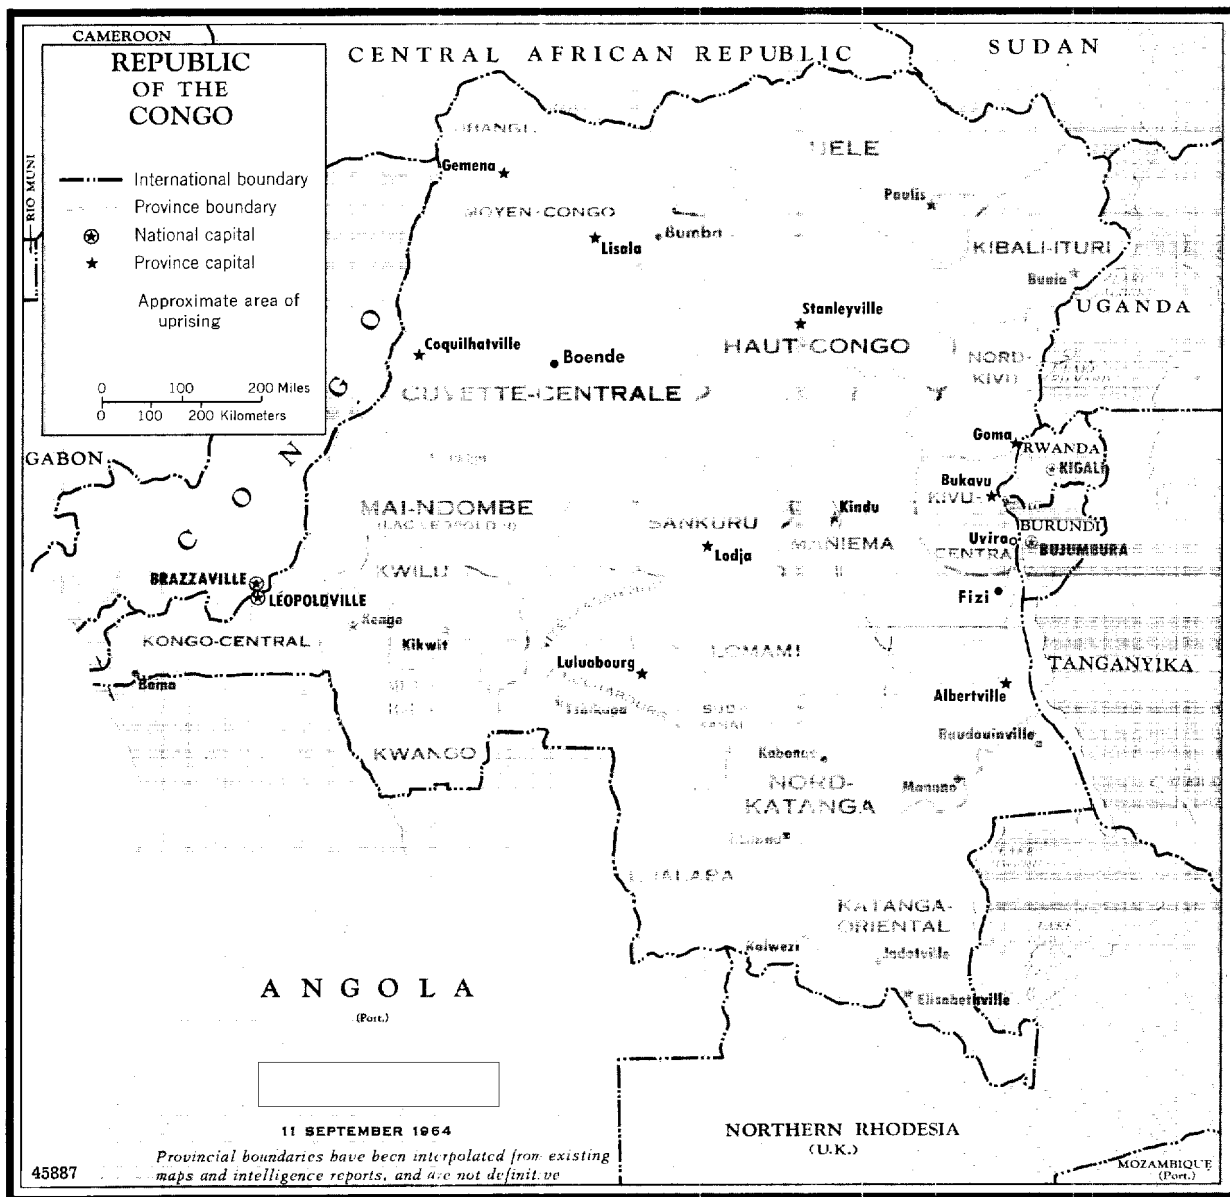 CAMEROON
REPUBLIC
OF THE
CONGO
International boundary
Province boundary
National capital
Province capital
Approximate area of
uprising
0 100 200 Miles
0 100 200 Kilometers
RIO MUNI
CENTRAL AFRICAN REPUBLIC
SUDAN
Gemena
Paulis
MOYEN-CONGO
Lisala
KIBALI-ITURI
UGANDA
Stanleyville
HAUT-CONGO
Coquilhatville
Boende
CUVETTE-CENTRALE
NORD-
KIVU
CONGO
GABON
Goma
RWANDA
KIGALI
Bukavu
KIVU-
CENTRAL
MAI-NDOMBE
SANKURU
Kindu
MANIEMA
Lodja
Uvira
BURUNDI
BUJUMBURA
KWILU
BRAZZAVILLE
LEOPOLDVILLE
Fizi
KONGO-CENTRAL
Kikwit
LOMAMI
Luluabourg
TANGANYIKA
Albertville
Baudouinville
KWANGO
NORD-
KATANGA
Manono
KATANGA-
ORIENTAL
Kolwezi
Jadotville
Elisabethville
ANGOLA
(Port.)
11 SEPTEMBER 1964
Provincial boundaries have been interpolated from existing
maps and intelligence reports, and are not definitive
45887
NORTHERN RHODESIA
(U.K.)
MOZAMBIQUE
(Port.)